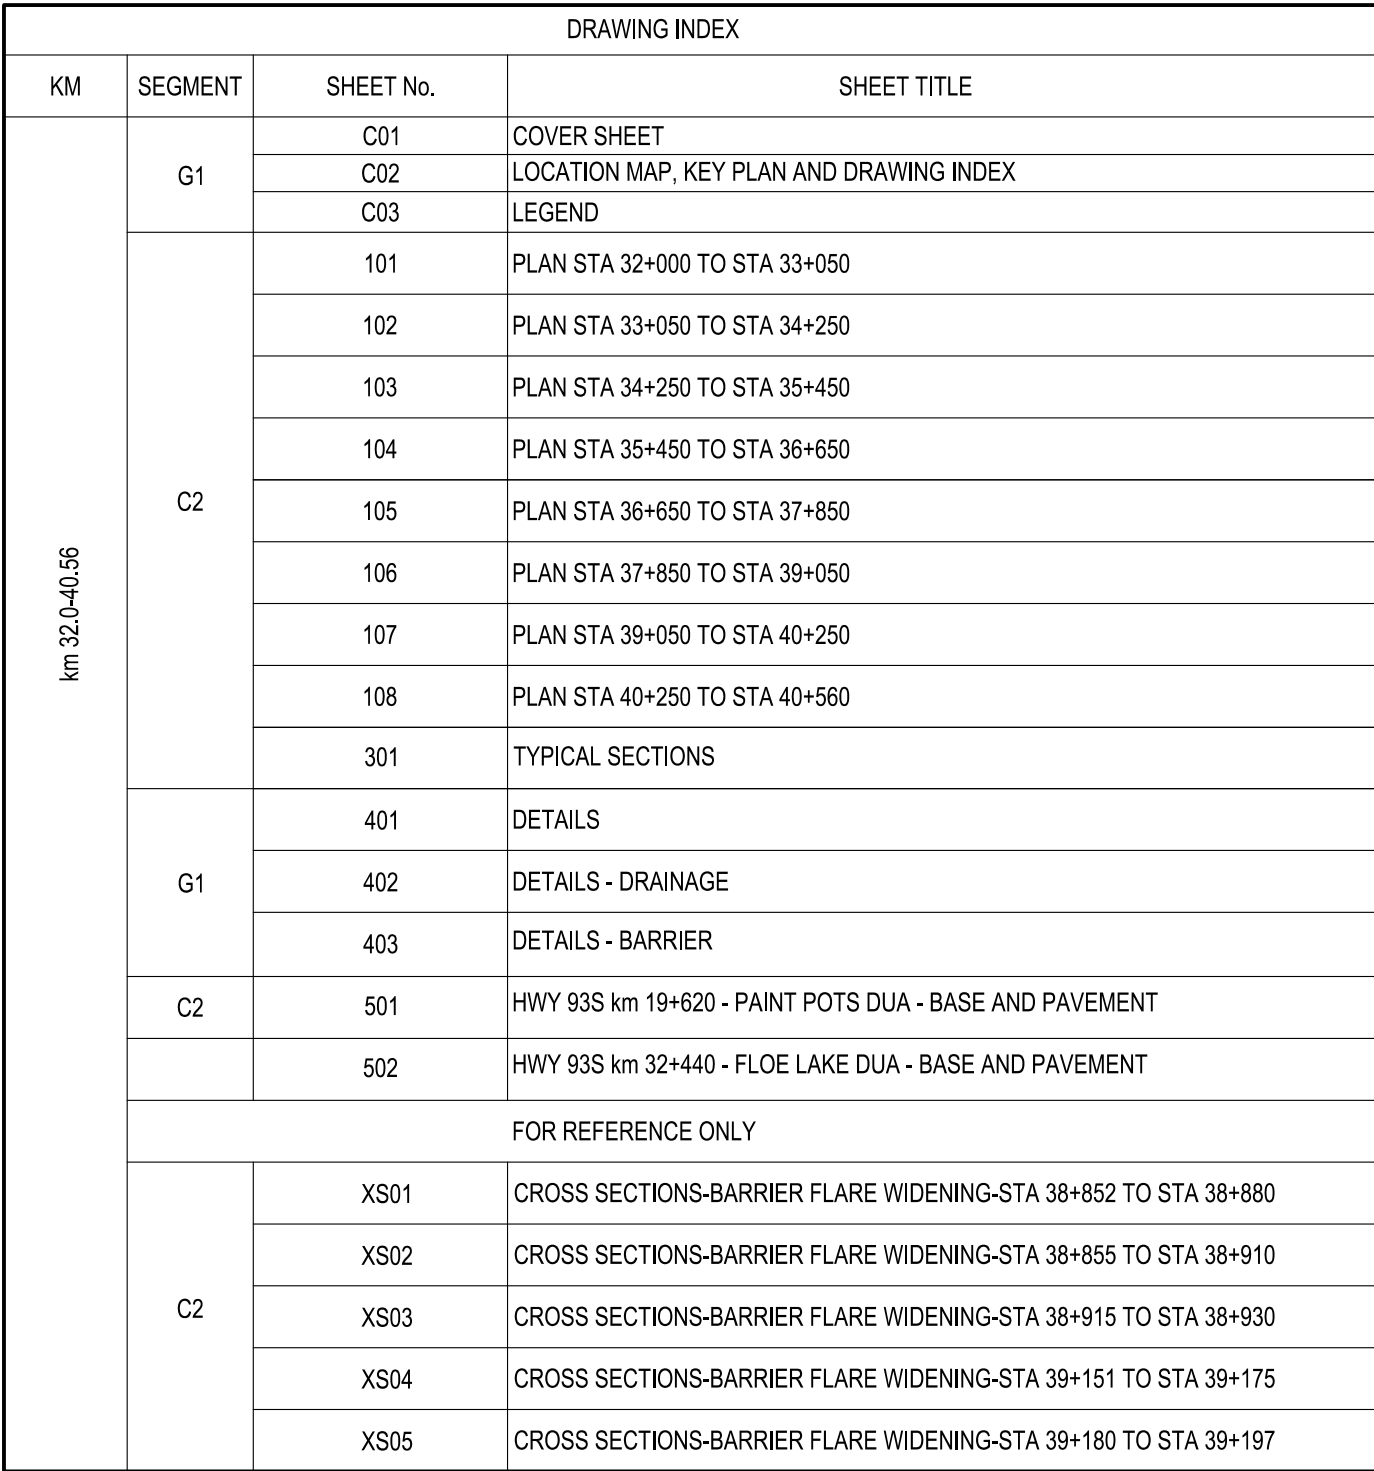 DRAWING INDEX
KM SEGMENT SHEET No. SHEET TITLE
km 32.0-40.56
G1
C01 COVER SHEET
C02 LOCATION MAP, KEY PLAN AND DRAWING INDEX
C03 LEGEND
C2
101 PLAN STA 32+000 TO STA 33+050
102 PLAN STA 33+050 TO STA 34+250
103 PLAN STA 34+250 TO STA 35+450
104 PLAN STA 35+450 TO STA 36+650
105 PLAN STA 36+650 TO STA 37+850
106 PLAN STA 37+850 TO STA 39+050
107 PLAN STA 39+050 TO STA 40+250
108 PLAN STA 40+250 TO STA 40+560
301 TYPICAL SECTIONS
G1
401 DETAILS
402 DETAILS - DRAINAGE
403 DETAILS - BARRIER
C2 501 HWY 93S km 19+620 - PAINT POTS DUA - BASE AND PAVEMENT
502 HWY 93S km 32+440 - FLOE LAKE DUA - BASE AND PAVEMENT
FOR REFERENCE ONLY
C2
XS01 CROSS SECTIONS-BARRIER FLARE WIDENING-STA 38+852 TO STA 38+880
XS02 CROSS SECTIONS-BARRIER FLARE WIDENING-STA 38+855 TO STA 38+910
XS03 CROSS SECTIONS-BARRIER FLARE WIDENING-STA 38+915 TO STA 38+930
XS04 CROSS SECTIONS-BARRIER FLARE WIDENING-STA 39+151 TO STA 39+175
XS05 CROSS SECTIONS-BARRIER FLARE WIDENING-STA 39+180 TO STA 39+197